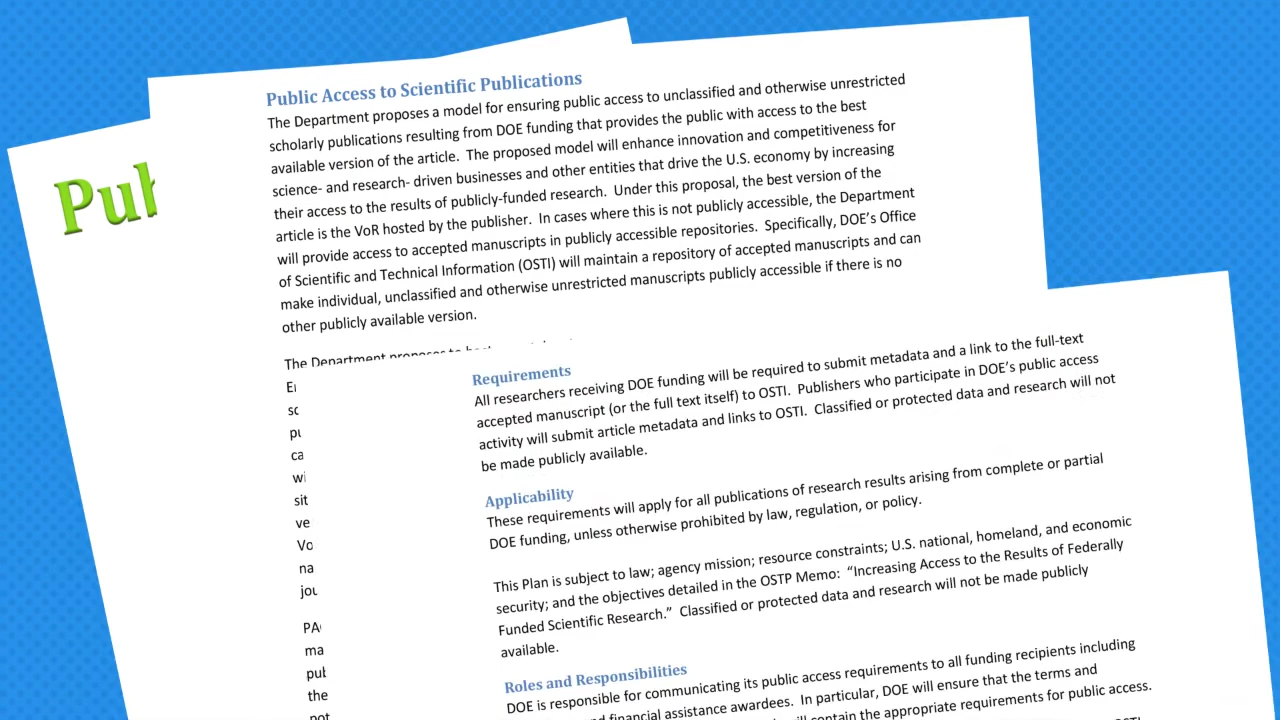 Pub
Public Access to Scientific Publications
The Department proposes a model for ensuring public access to unclassified and otherwise unrestricted
scholarly publications resulting from DOE funding that provides the public with access to the best
available version of the article. The proposed model will enhance innovation and competitiveness for
science- and research- driven businesses and other entities that drive the U.S. economy by increasing
their access to the results of publicly-funded research. Under this proposal, the best version of the
article is the VoR hosted by the publisher. In cases where this is not publicly accessible, the Department
will provide access to accepted manuscripts in publicly accessible repositories. Specifically, DOE’s Office
of Scientific and Technical Information (OSTI) will maintain a repository of accepted manuscripts and can
make individual, unclassified and otherwise unrestricted manuscripts publicly accessible if there is no
other publicly available version.
The Department proposes to
sc
ca
wi
sit
ve
na
ma
the
Requirements
All researchers receiving DOE funding will be required to submit metadata and a link to the full-text
accepted manuscript (or the full text itself) to OSTI. Publishers who participate in DOE’s public access
activity will submit article metadata and links to OSTI. Classified or protected data and research will not
be made publicly available.
Applicability
These requirements will apply for all publications of research results arising from complete or partial
DOE funding, unless otherwise prohibited by law, regulation, or policy.
This Plan is subject to law; agency mission; resource constraints; U.S. national, homeland, and economic
security; and the objectives detailed in the OSTP Memo: “Increasing Access to the Results of Federally
Funded Scientific Research.” Classified or protected data and research will not be made publicly
available.
Roles and Responsibilities
DOE is responsible for communicating its public access requirements to all funding recipients including
and financial assistance awardees. In particular, DOE will ensure that the terms and
will contain the appropriate requirements for public access.
OSTI